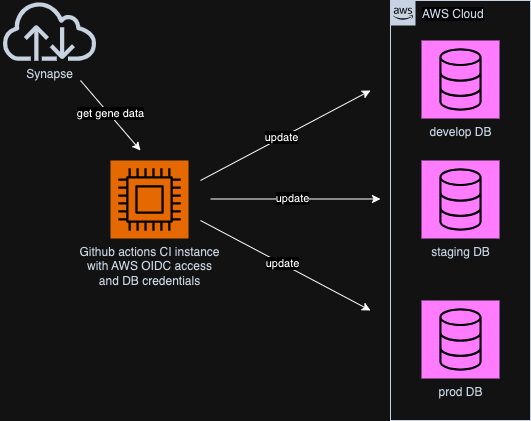 aws
AWS Cloud
Synapse
get gene data
update
develop DB
update
staging DB
Github actions CI instance
with AWS OIDC access
and DB credentials
update
prod DB